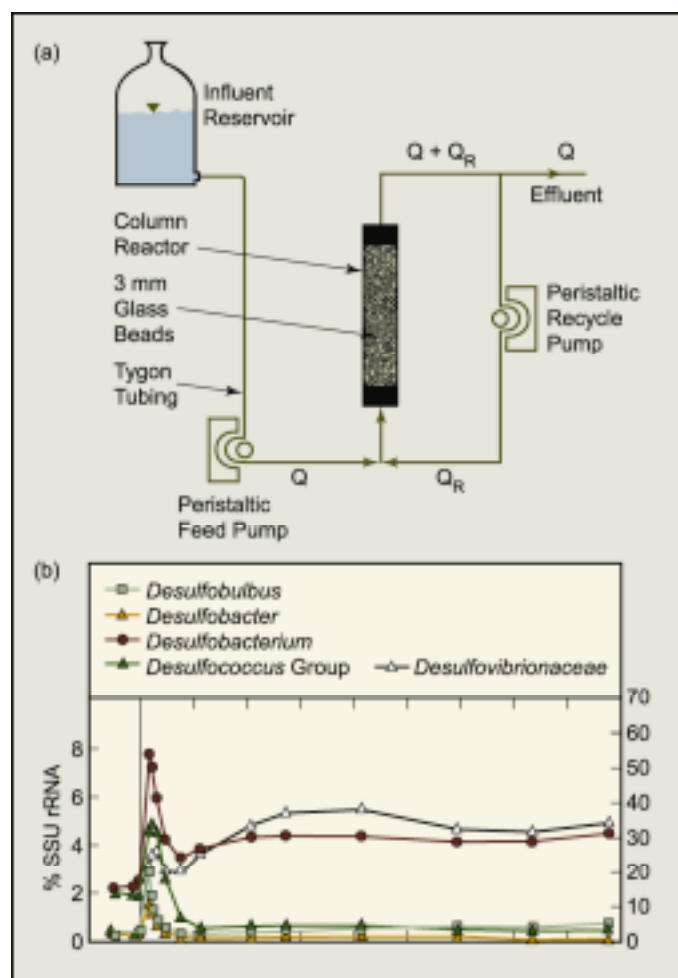 (a)
Influent
Reservoir
Q + Q_R
Q
Effluent
Column
Reactor
3 mm
Glass
Beads
Peristaltic
Recycle
Pump
Tygon
Tubing
Q
Q_R
Peristaltic
Feed Pump
(b)
Desulfobulbus
Desulfobacter
Desulfobacterium
Desulfococcus Group
Desulfovibrionaceae
% SSU rRNA
8
6
4
2
0
70
60
50
40
30
20
10
0